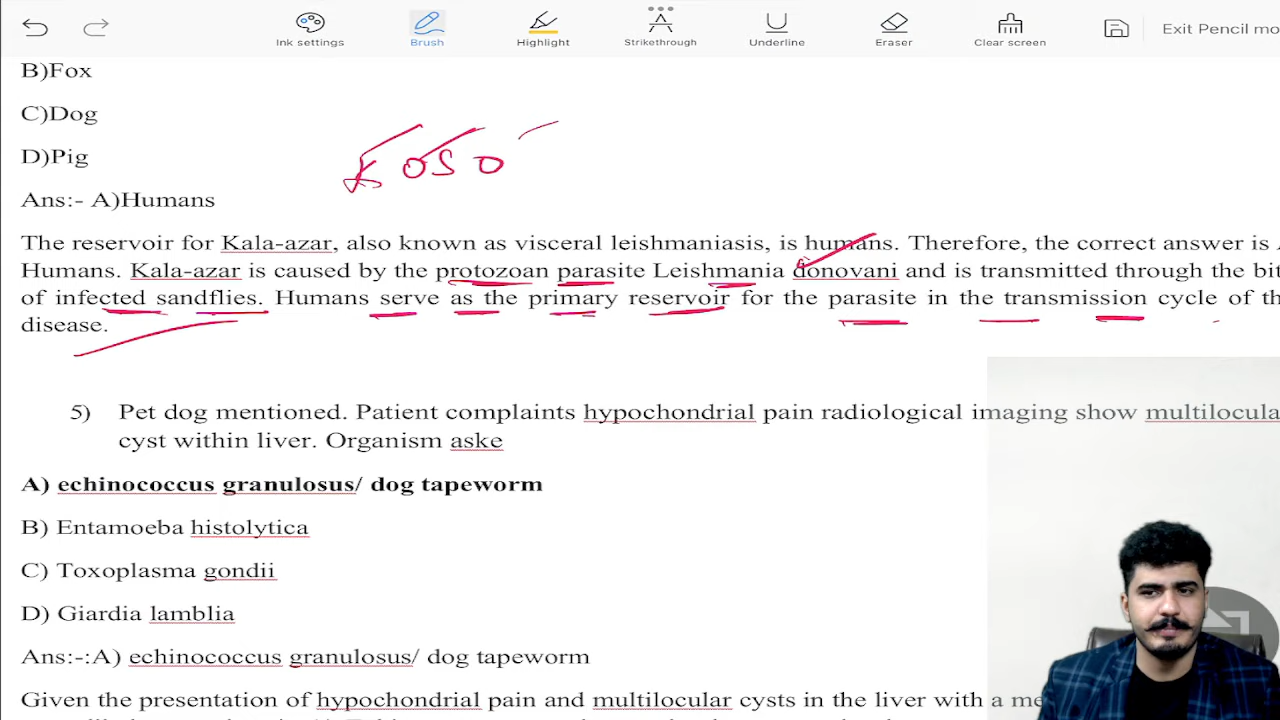 Ink settings
Brush
Highlight
Strikethrough
Underline
Eraser
Clear screen
Exit Pencil mo
B)Fox
C)Dog
D)Pig
Ans:- A)Humans
The reservoir for Kala-azar, also known as visceral leishmaniasis, is humans. Therefore, the correct answer is
Humans. Kala-azar is caused by the protozoan parasite Leishmania donovani and is transmitted through the bit
of infected sandflies. Humans serve as the primary reservoir for the parasite in the transmission cycle of th
disease.
5) Pet dog mentioned. Patient complaints hypochondrial pain radiological imaging show multilocula
cyst within liver. Organism aske
A) echinococcus granulosus/ dog tapeworm
B) Entamoeba histolytica
C) Toxoplasma gondii
D) Giardia lamblia
Ans:-:A) echinococcus granulosus/ dog tapeworm
Given the presentation of hypochondrial pain and multilocular cysts in the liver with a me